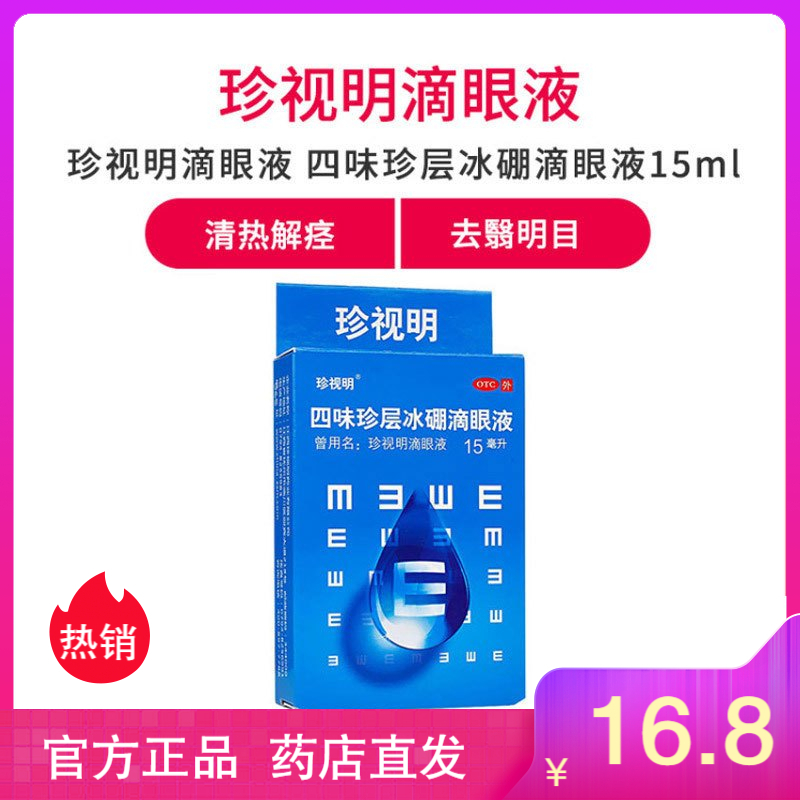 珍视明滴眼液
珍视明滴眼液 四味珍层冰硼滴眼液15ml
清热解痉
去翳明目
珍视明
珍视明®
OTC 外
四味珍层冰硼滴眼液
曾用名：珍视明滴眼液 15毫升
E
热销
官方正品 药店直发
¥ 16.8